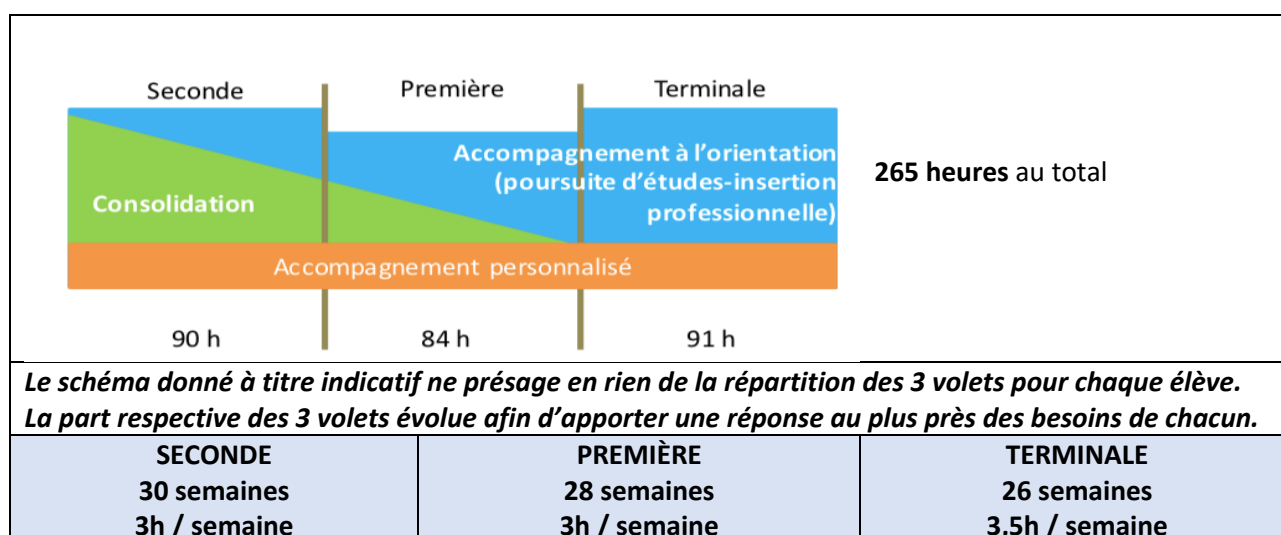 Seconde
Première
Terminale
Accompagnement à l'orientation
(poursuite d'études-insertion
professionnelle)
Consolidation
265 heures au total
Accompagnement personnalisé
90 h
84 h
91 h
Le schéma donné à titre indicatif ne présage en rien de la répartition des 3 volets pour chaque élève.
La part respective des 3 volets évolue afin d'apporter une réponse au plus près des besoins de chacun.
SECONDE
30 semaines
3h / semaine
PREMIÈRE
28 semaines
3h / semaine
TERMINALE
26 semaines
3,5h / semaine